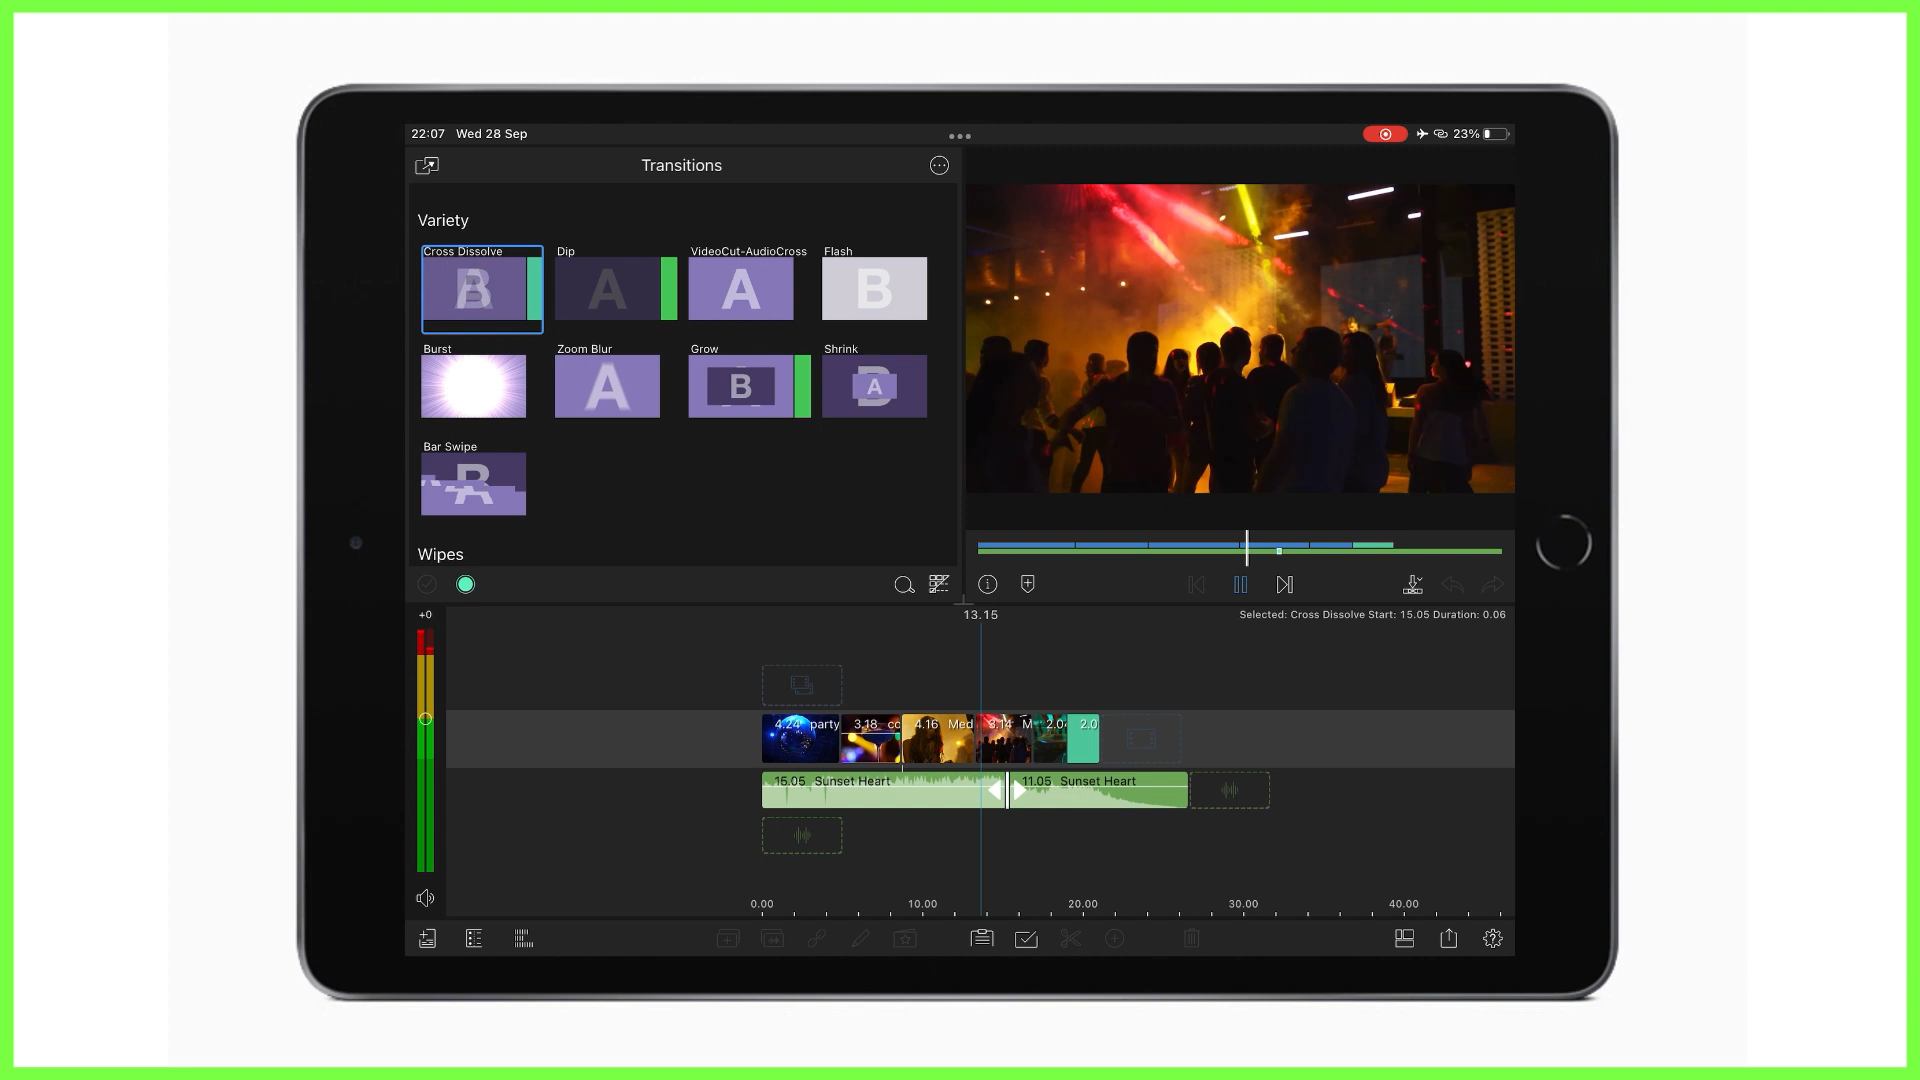 22:07 Wed 28 Sep
23%
Transitions
Variety
Cross Dissolve
Dip
VideoCut-AudioCross
Flash
B
A
A
B
Burst
Zoom Blur
Grow
Shrink
A
B
A
Bar Swipe
B
Wipes
+0
13.15
Selected: Cross Dissolve Start: 15.05 Duration: 0.06
4.24 party
3.18 cc
4.16 Med
3.14 M
2.0
2.0
15.05 Sunset Heart
11.05 Sunset Heart
0.00 10.00 20.00 30.00 40.00